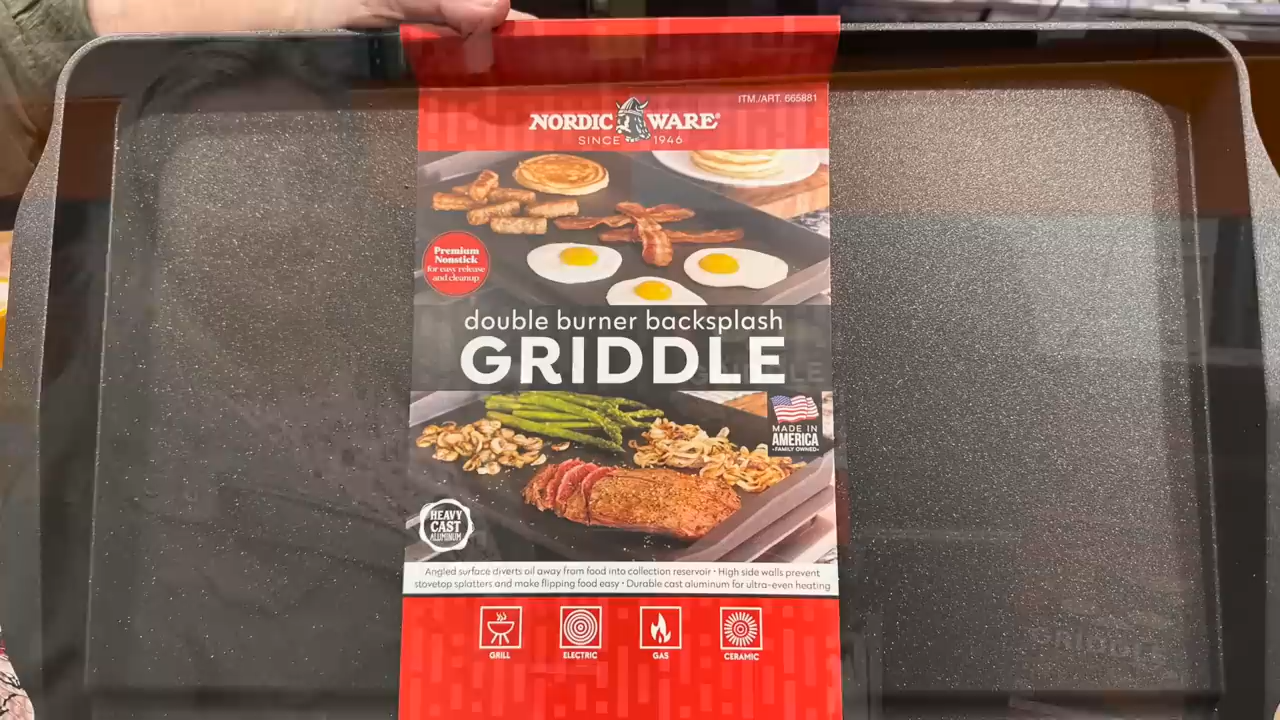 ITM./ART. 665881
NORDIC WARE®
SINCE 1946
Premium
Nonstick
for easy release
and cleanup
double burner backsplash
GRIDDLE
MADE IN
AMERICA
•FAMILY OWNED•
HEAVY
CAST
ALUMINUM
Angled surface diverts oil away from food into collection reservoir • High side walls prevent
stovetop splatters and make flipping food easy • Durable cast aluminum for ultra-even heating
GRILL
ELECTRIC
GAS
CERAMIC